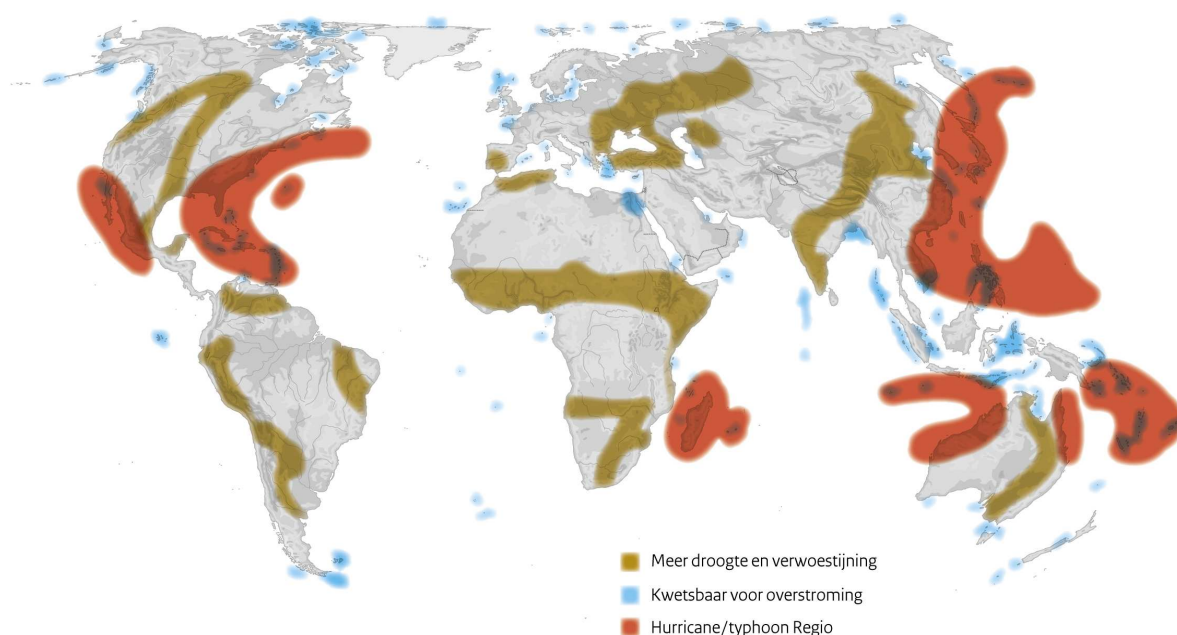 Meer droogte en verwoestijning
Kwetsbaar voor overstroming
Hurricane/typhoon Regio